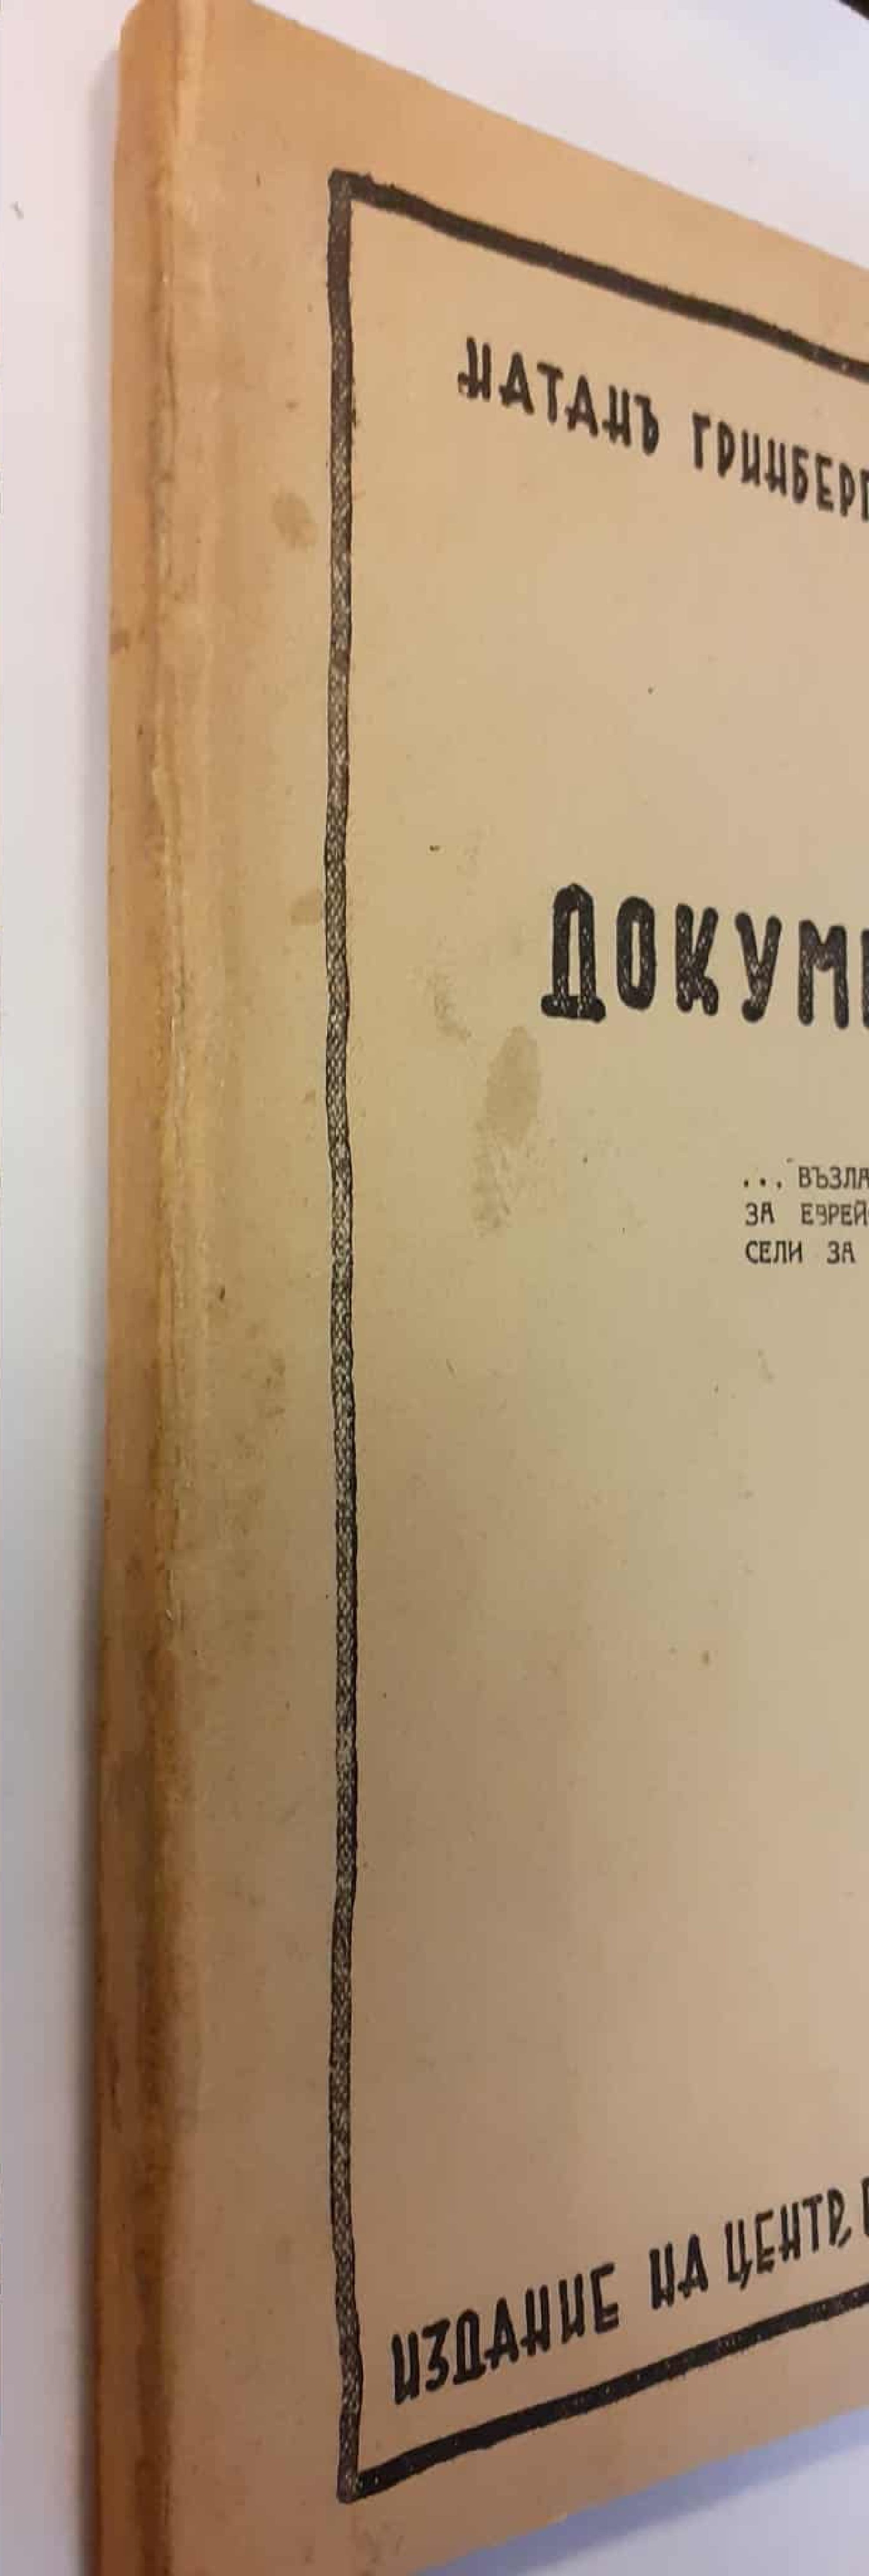 НАТАНЪ ГРИНБЕРГ
ДОКУМ
... ВЪЗЛА
ЗА ЕВРЕЙ
СЕЛИ ЗА
ИЗДАНИЕ НА ЦЕНТР.